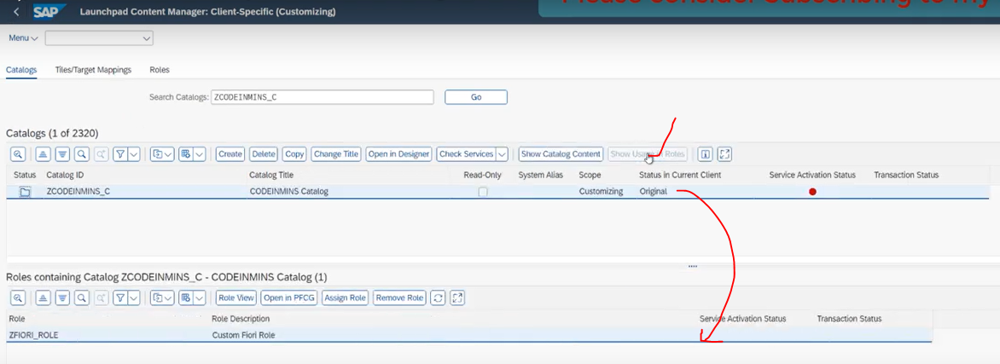 SAP Launchpad Content Manager: Client-Specific (Customizing)
Please consider Subscribing to my
Menu
Catalogs Tiles/Target Mappings Roles
Search Catalogs: ZCODEINMINS_C Go
Catalogs (1 of 2320)
Create Delete Copy Change Title Open in Designer Check Services Show Catalog Content Show Usage in Roles
Status Catalog ID Catalog Title Read-Only System Alias Scope Status in Current Client Service Activation Status Transaction Status
ZCODEINMINS_C CODEINMINS Catalog Customizing Original
Roles containing Catalog ZCODEINMINS_C - CODEINMINS Catalog (1)
Role View Open in PFCG Assign Role Remove Role
Role Role Description Service Activation Status Transaction Status
ZFIORI_ROLE Custom Fiori Role